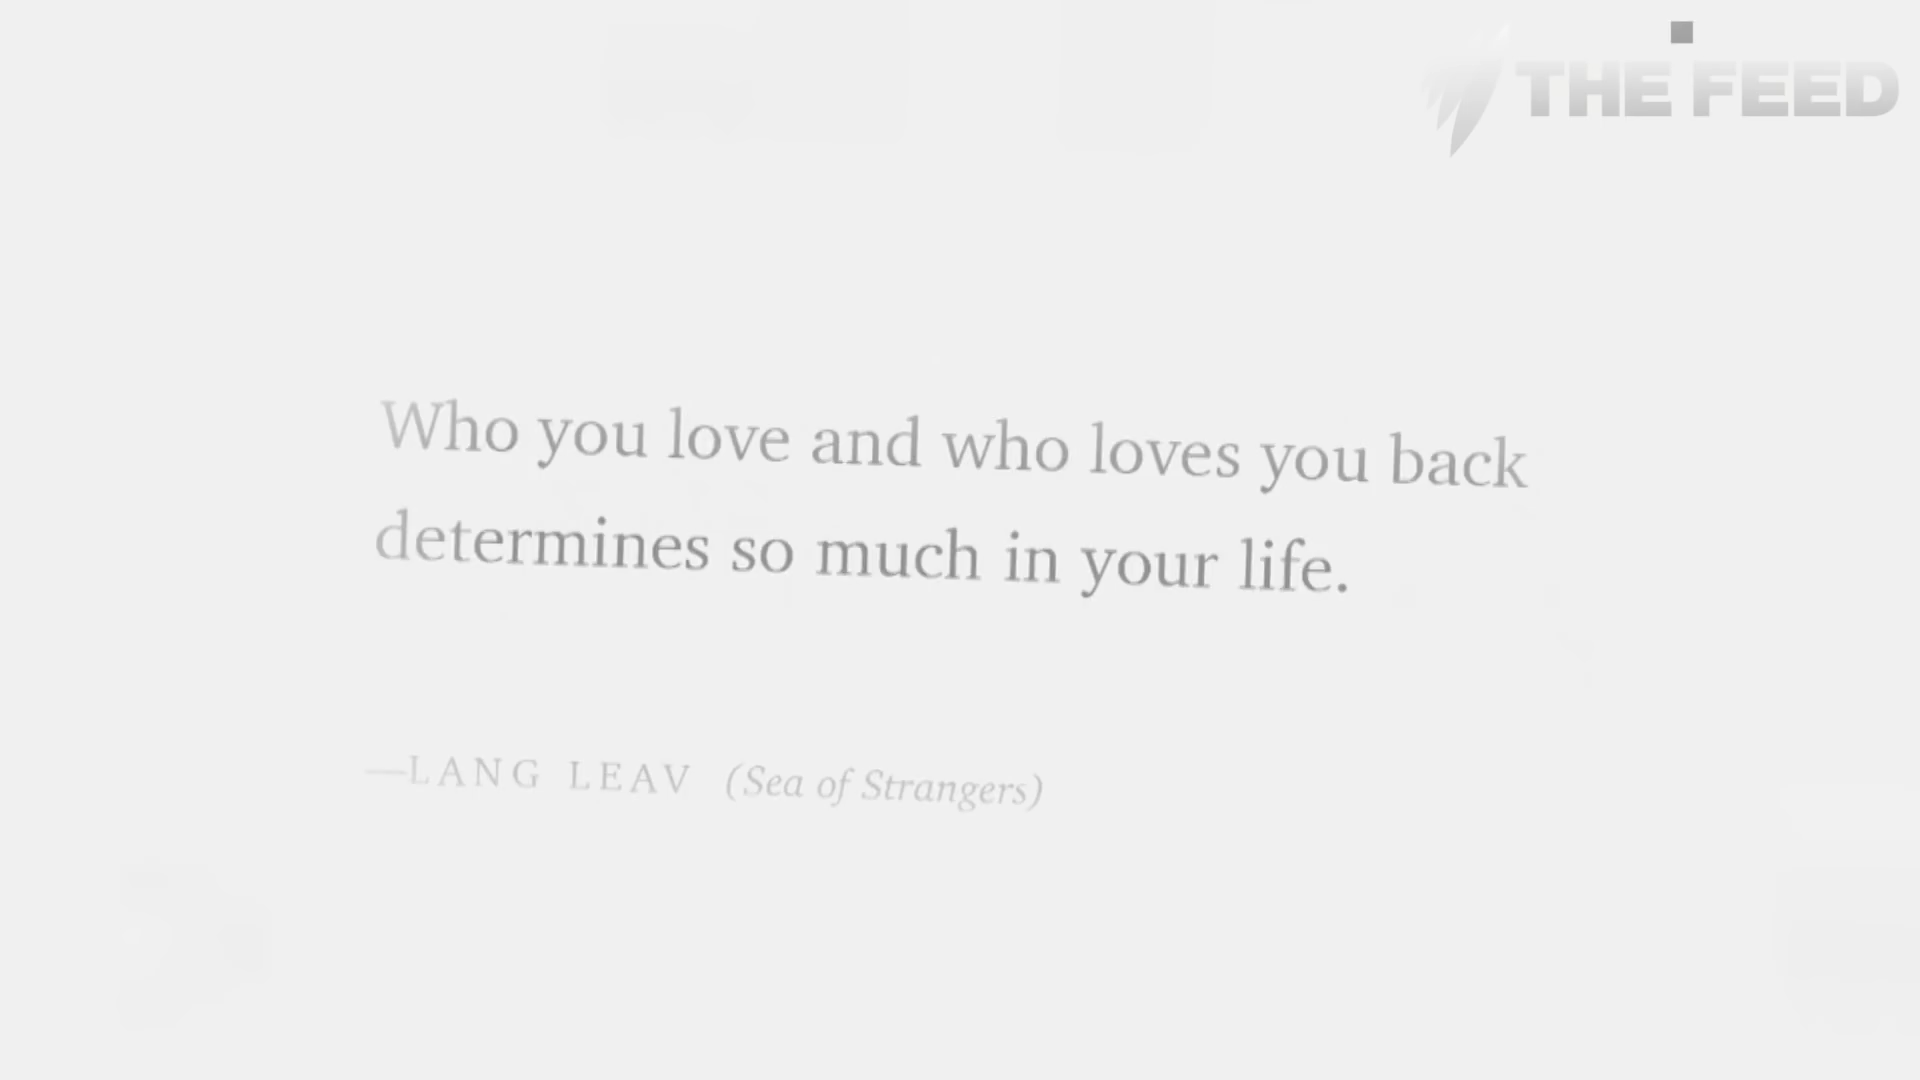 THE FEED
Who you love and who loves you back
determines so much in your life.
—LANG LEAV (Sea of Strangers)